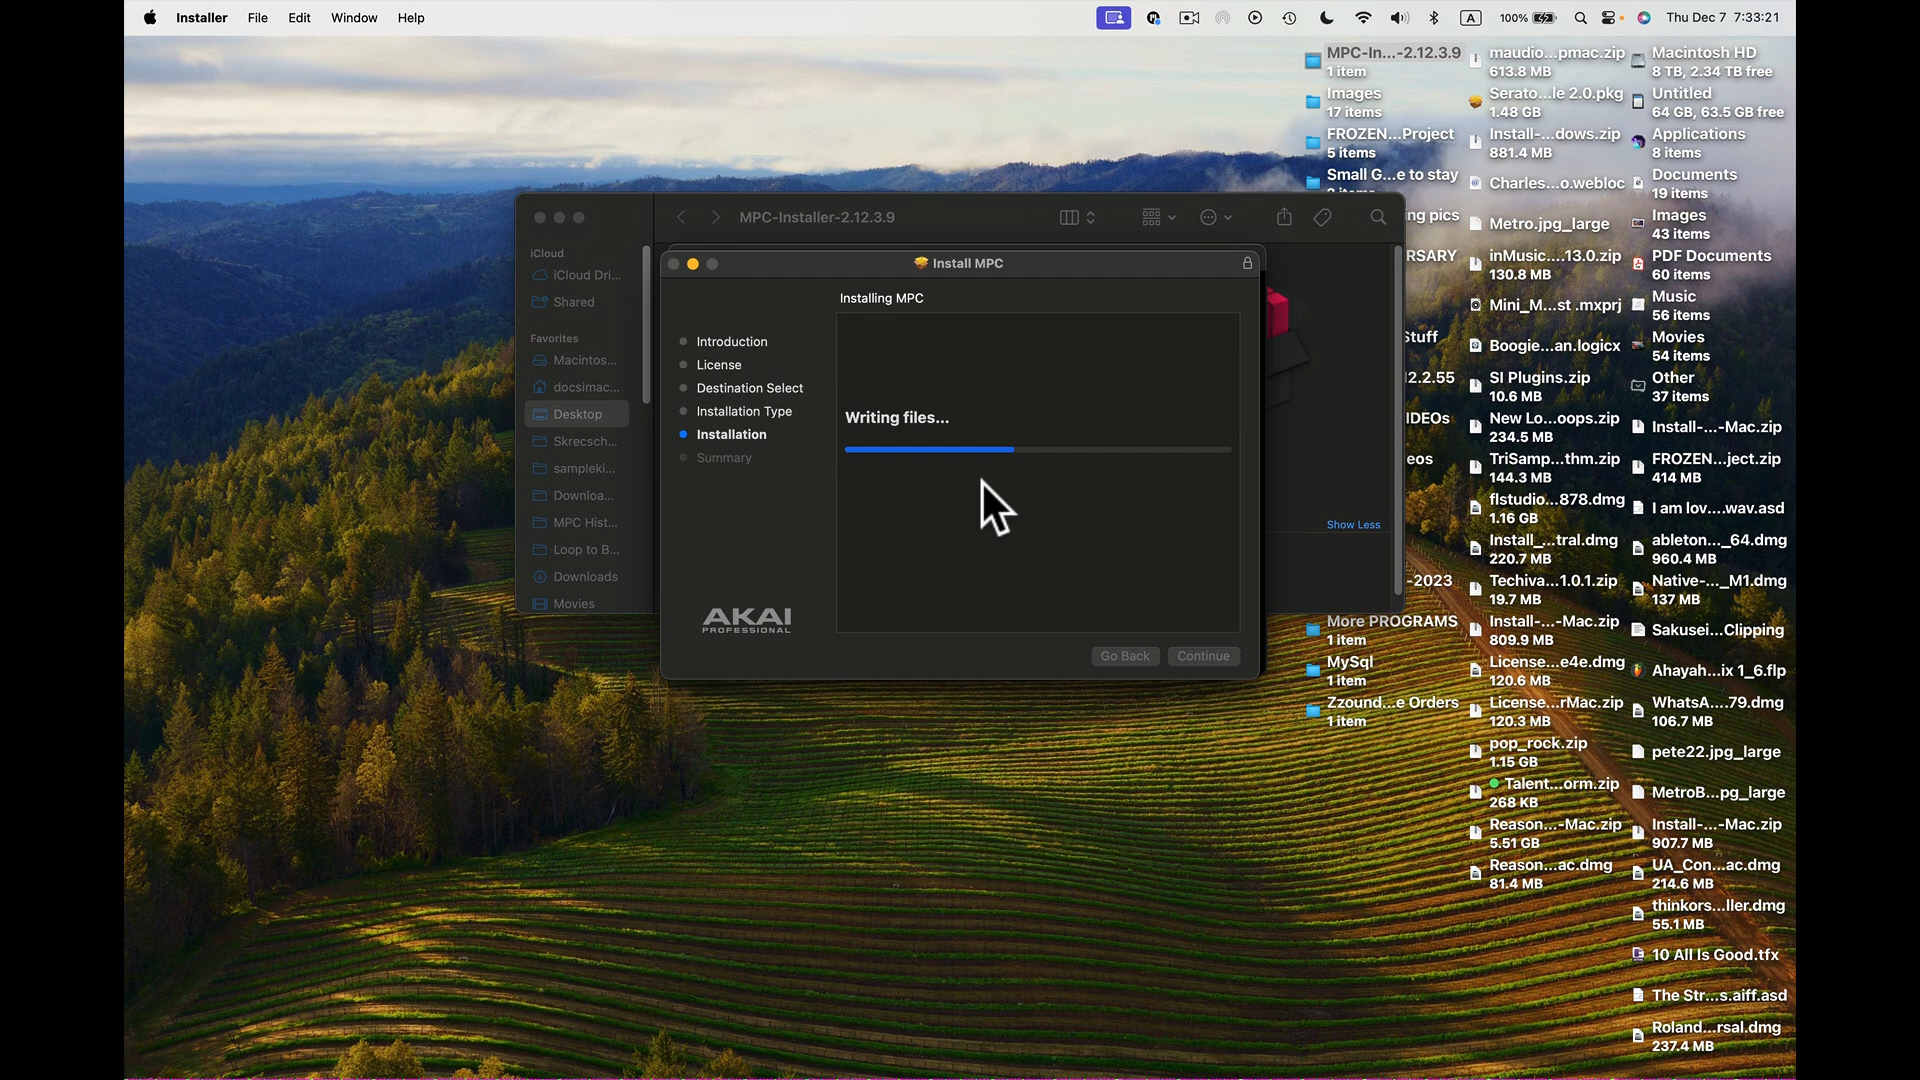 Installer File Edit Window Help
A 100% Thu Dec 7 7:33:21
MPC-In...-2.12.3.9
1 item
Images
17 items
FROZEN...Project
5 items
Small G...e to stay
ing pics
RSARY
Stuff
12.2.55
IDEOs
eos
-2023
More PROGRAMS
1 item
MySql
1 item
Zzound...e Orders
1 item
maudio...pmac.zip
613.8 MB
Serato...le 2.0.pkg
1.48 GB
Install-...dows.zip
881.4 MB
Charles...o.webloc
Metro.jpg_large
inMusic....13.0.zip
130.8 MB
Mini_M...st .mxprj
Boogie...an.logicx
SI Plugins.zip
10.6 MB
New Lo...oops.zip
234.5 MB
TriSamp...thm.zip
144.3 MB
flstudio...878.dmg
1.16 GB
Install_...tral.dmg
220.7 MB
Techiva...1.0.1.zip
19.7 MB
Install-...-Mac.zip
809.9 MB
License...e4e.dmg
120.6 MB
License...rMac.zip
120.3 MB
pop_rock.zip
1.15 GB
Talent...orm.zip
268 KB
Reason...-Mac.zip
5.51 GB
Reason...ac.dmg
81.4 MB
Macintosh HD
8 TB, 2.34 TB free
Untitled
64 GB, 63.5 GB free
Applications
8 items
Documents
19 items
Images
43 items
PDF Documents
60 items
Music
56 items
Movies
54 items
Other
37 items
Install-...-Mac.zip
FROZEN...ject.zip
414 MB
I am lov....wav.asd
ableton..._64.dmg
960.4 MB
Native-..._M1.dmg
137 MB
Sakusei...Clipping
Ahayah...ix 1_6.flp
WhatsA....79.dmg
106.7 MB
pete22.jpg_large
MetroB...pg_large
Install-...-Mac.zip
907.7 MB
UA_Con...ac.dmg
214.6 MB
thinkors...ller.dmg
55.1 MB
10 All Is Good.tfx
The Str...s.aiff.asd
Roland...rsal.dmg
237.4 MB
MPC-Installer-2.12.3.9
iCloud
iCloud Dri...
Shared
Favorites
Macintos...
docsimac...
Desktop
Skrecsch...
sampleki...
Downloa...
MPC Hist...
Loop to B...
Downloads
Movies
Show Less
Install MPC
Installing MPC
Introduction
License
Destination Select
Installation Type
Installation
Summary
Writing files...
AKAI
PROFESSIONAL
Go Back Continue